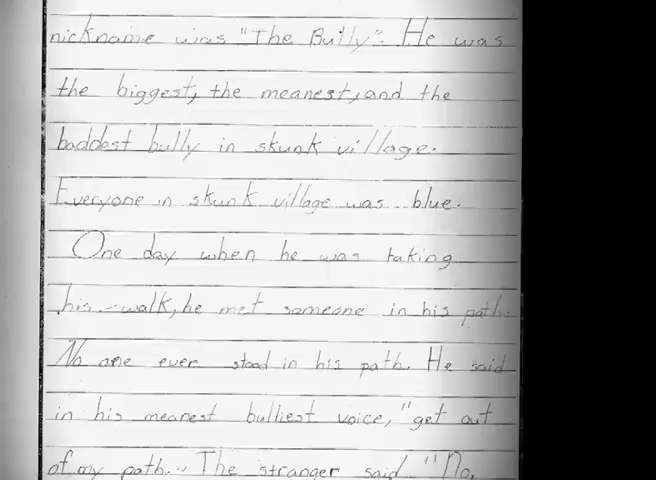 nickname was "The Bully". He was
the biggest, the meanest, and the
baddest bully in skunk village.
Everyone in skunk village was blue.
One day when he was taking
his walk, he met someone in his path.
No one ever stood in his path. He said
in his meanest bulliest voice, "get out
of my path." The stranger said "No,